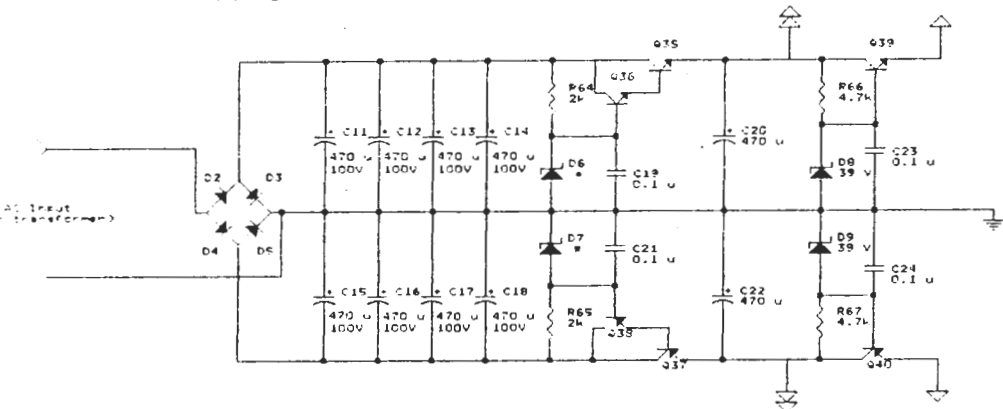 Q35
Q39
R64
2k
Q36
R66
4.7k
+ C11
+ C12
+ C13
+ C14
+ C20
470 u
470 u
100V
470 u
100V
470 u
100V
470 u
100V
C23
0.1 u
D2
D3
D6
*
C19
0.1 u
D8
39 v
AC Input
transformer)
D4
D5
D7
*
C21
0.1 u
D9
39 v
C24
0.1 u
+ C15
+ C16
+ C17
+ C18
+ C22
470 u
470 u
100V
470 u
100V
470 u
100V
470 u
100V
R65
2k
Q38
R67
4.7k
Q37
Q40